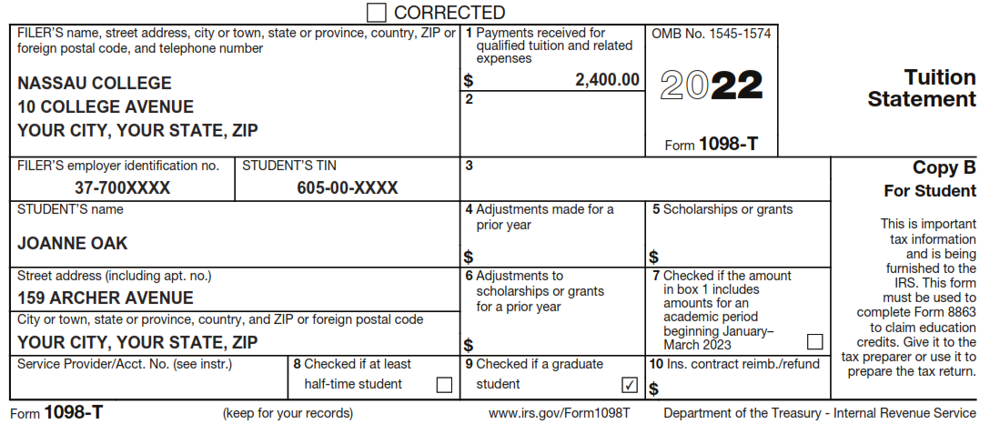 CORRECTED
FILER'S name, street address, city or town, state or province, country, ZIP or
foreign postal code, and telephone number
NASSAU COLLEGE
10 COLLEGE AVENUE
YOUR CITY, YOUR STATE, ZIP
1 Payments received for
qualified tuition and related
expenses
$ 2,400.00
2
OMB No. 1545-1574
2022
Form 1098-T
Tuition
Statement
FILER'S employer identification no.
37-700XXXX
STUDENT'S TIN
605-00-XXXX
3
Copy B
For Student
This is important
tax information
and is being
furnished to the
IRS. This form
must be used to
complete Form 8863
to claim education
credits. Give it to the
tax preparer or use it to
prepare the tax return.
STUDENT'S name
JOANNE OAK
4 Adjustments made for a
prior year
$
5 Scholarships or grants
$
Street address (including apt. no.)
159 ARCHER AVENUE
City or town, state or province, country, and ZIP or foreign postal code
YOUR CITY, YOUR STATE, ZIP
6 Adjustments to
scholarships or grants
for a prior year
$
7 Checked if the amount
in box 1 includes
amounts for an
academic period
beginning January–
March 2023
Service Provider/Acct. No. (see instr.)
8 Checked if at least
half-time student
9 Checked if a graduate
student ✓
10 Ins. contract reimb./refund
$
Form 1098-T
(keep for your records)
www.irs.gov/Form1098T
Department of the Treasury - Internal Revenue Service